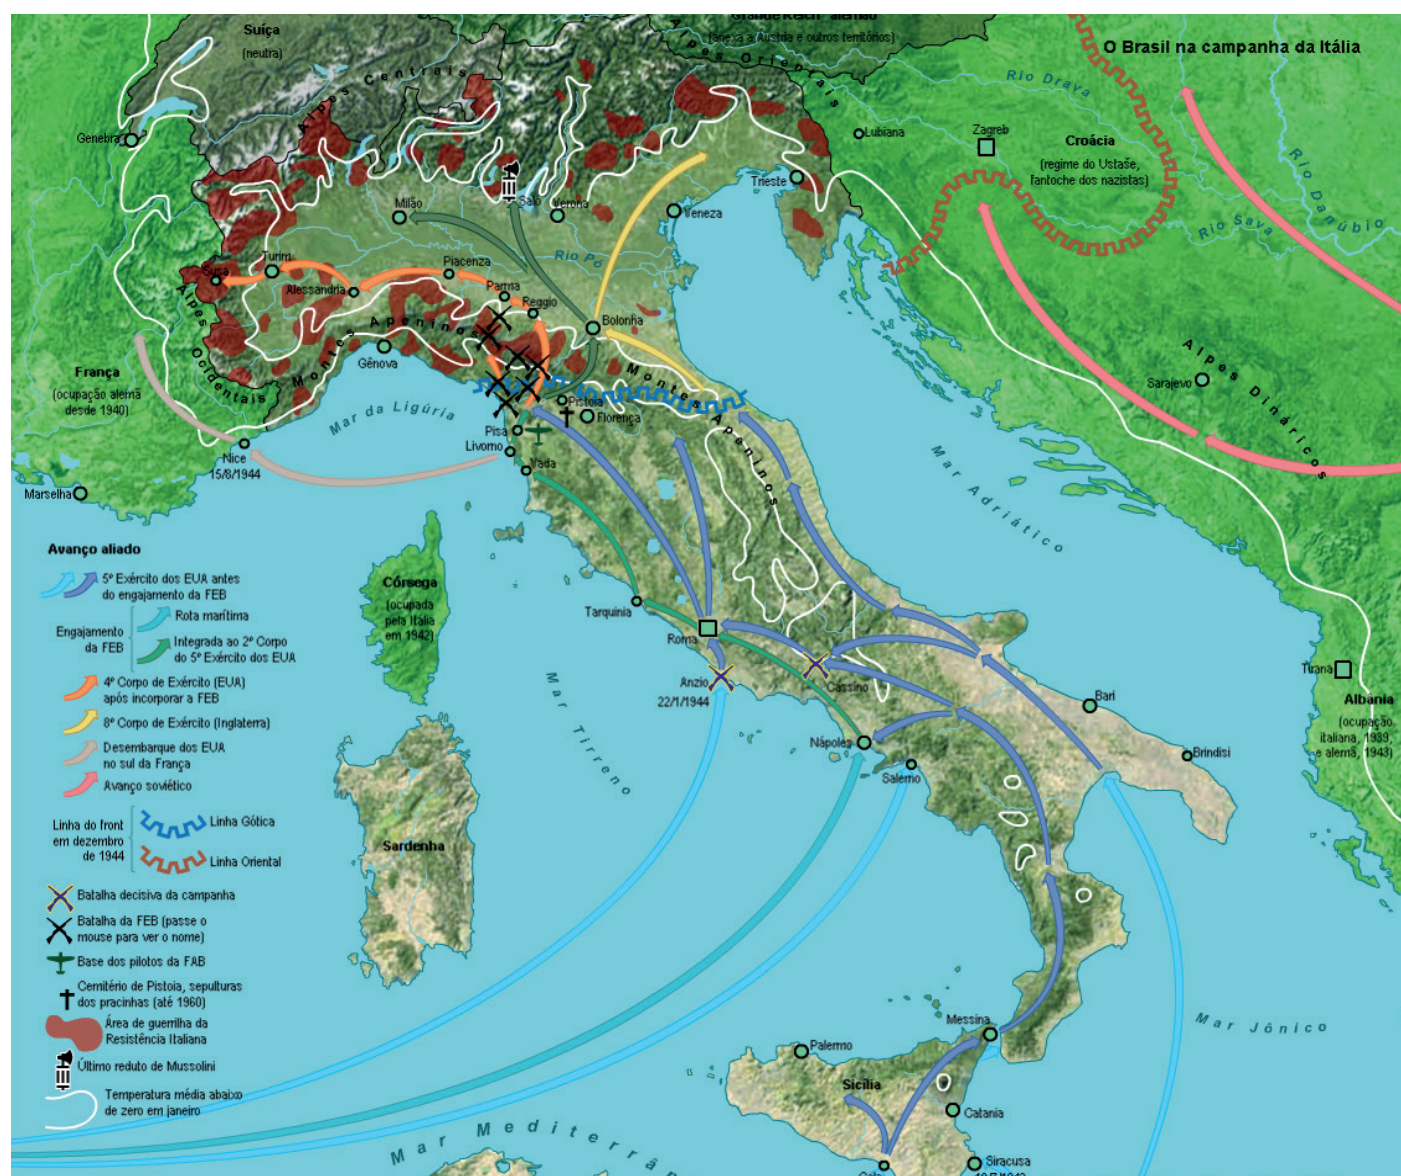 Suíça
(neutra)
Grande Reich alemão
(anexa a Áustria e outros territórios)
O Brasil na campanha da Itália
Alpes Centrais
Alpes Orientais
Rio Drava
Genebra
Lubiana
Zagreb
Croácia
(regime do Ustaše,
fantoche dos nazistas)
Rio Danúbio
Rio Sava
Trieste
Milão
Salò
Verona
Veneza
Rio Pó
Susa
Turim
Piacenza
Alessandria
Parma
Reggio
Bolonha
Alpes Ocidentais
Montes Apeninos
Gênova
França
(ocupação alemã
desde 1940)
Mar da Ligúria
Montes Apeninos
Alpes Dináricos
Sarajevo
Pistoia
Florença
Pisa
Livorno
Vada
Nice
15/8/1944
Marselha
Mar Adriático
Avanço aliado
5º Exército dos EUA antes
do engajamento da FEB
Engajamento
da FEB
Rota marítima
Integrada ao 2º Corpo
do 5º Exército dos EUA
4º Corpo de Exército (EUA)
após incorporar a FEB
8º Corpo de Exército (Inglaterra)
Desembarque dos EUA
no sul da França
Avanço soviético
Linha do front
em dezembro
de 1944
Linha Gótica
Linha Oriental
Batalha decisiva da campanha
Batalha da FEB (passe o
mouse para ver o nome)
Base dos pilotos da FAB
Cemitério de Pistoia, sepulturas
dos pracinhas (até 1960)
Área de guerrilha da
Resistência Italiana
Último reduto de Mussolini
Temperatura média abaixo
de zero em janeiro
Córsega
(ocupada
pela Itália
em 1942)
Tarquinia
Roma
Anzio
22/1/1944
Cassino
Mar Tirreno
Nápoles
Salerno
Bari
Brindisi
Tirana
Albânia
(ocupação
italiana, 1939,
e alemã, 1943)
Sardenha
Messina
Mar Jônico
Palermo
Sicília
Catania
Siracusa
Mar Mediterrân